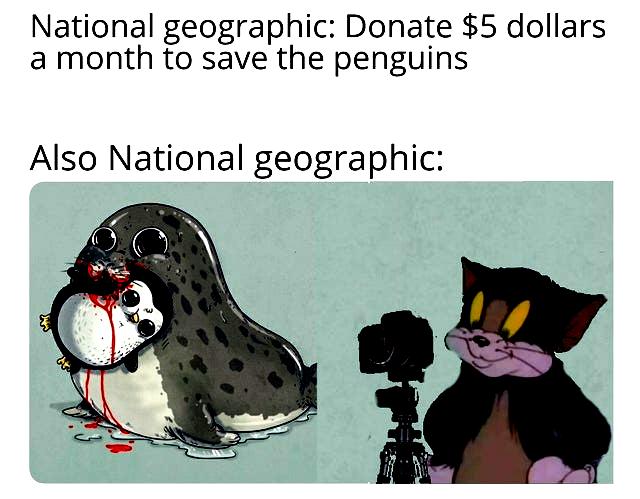 National geographic: Donate $5 dollars
a month to save the penguins
Also National geographic: